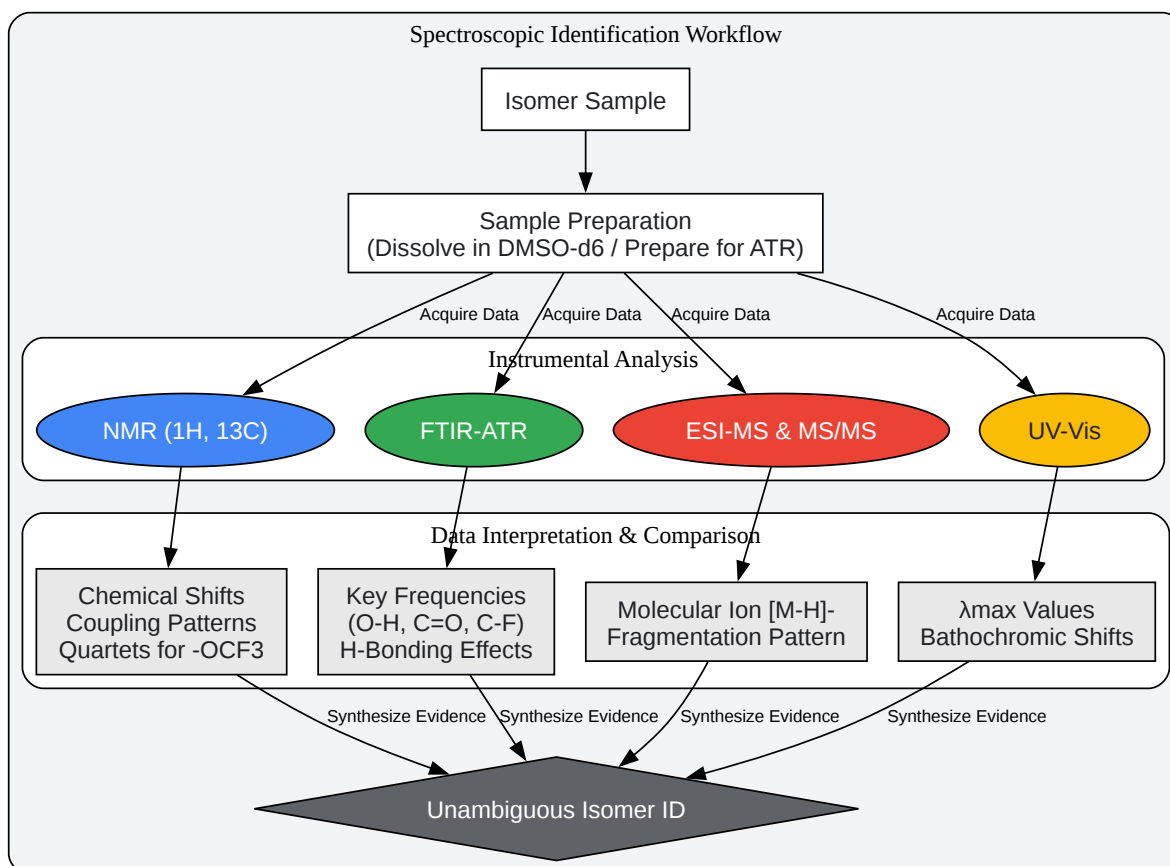 Spectroscopic Identification Workflow
Isomer Sample
Sample Preparation
(Dissolve in DMSO-d6 / Prepare for ATR)
Acquire Data
Acquire Data
Acquire Data
Acquire Data
Instrumental Analysis
NMR (1H, 13C)
FTIR-ATR
ESI-MS & MS/MS
UV-Vis
Data Interpretation & Comparison
Chemical Shifts
Coupling Patterns
Quartets for -OCF3
Key Frequencies
(O-H, C=O, C-F)
H-Bonding Effects
Molecular Ion [M-H]-
Fragmentation Pattern
λmax Values
Bathochromic Shifts
Synthesize Evidence
Synthesize Evidence
Synthesize Evidence
Synthesize Evidence
Unambiguous Isomer ID